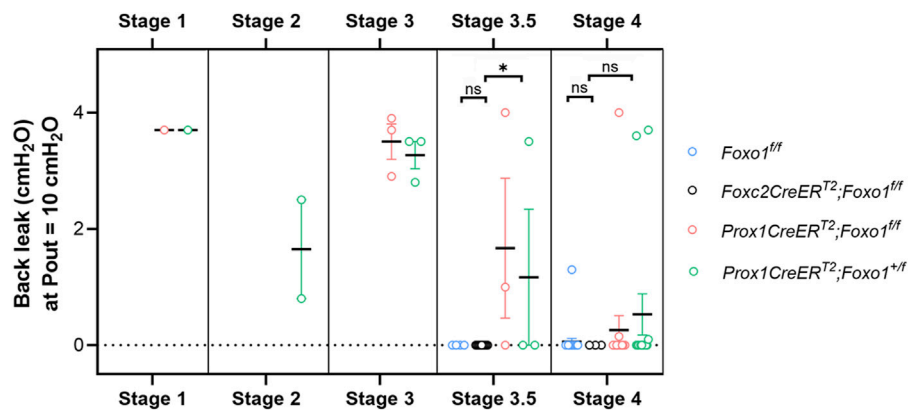 Stage 1 Stage 2 Stage 3 Stage 3.5 Stage 4
Back leak (cmH₂O)
at Pout = 10 cmH₂O
4
2
0
ns
*
ns
ns
Foxo1f/f
Foxc2CreERT2;Foxo1f/f
Prox1CreERT2;Foxo1f/f
Prox1CreERT2;Foxo1+/f
Stage 1 Stage 2 Stage 3 Stage 3.5 Stage 4